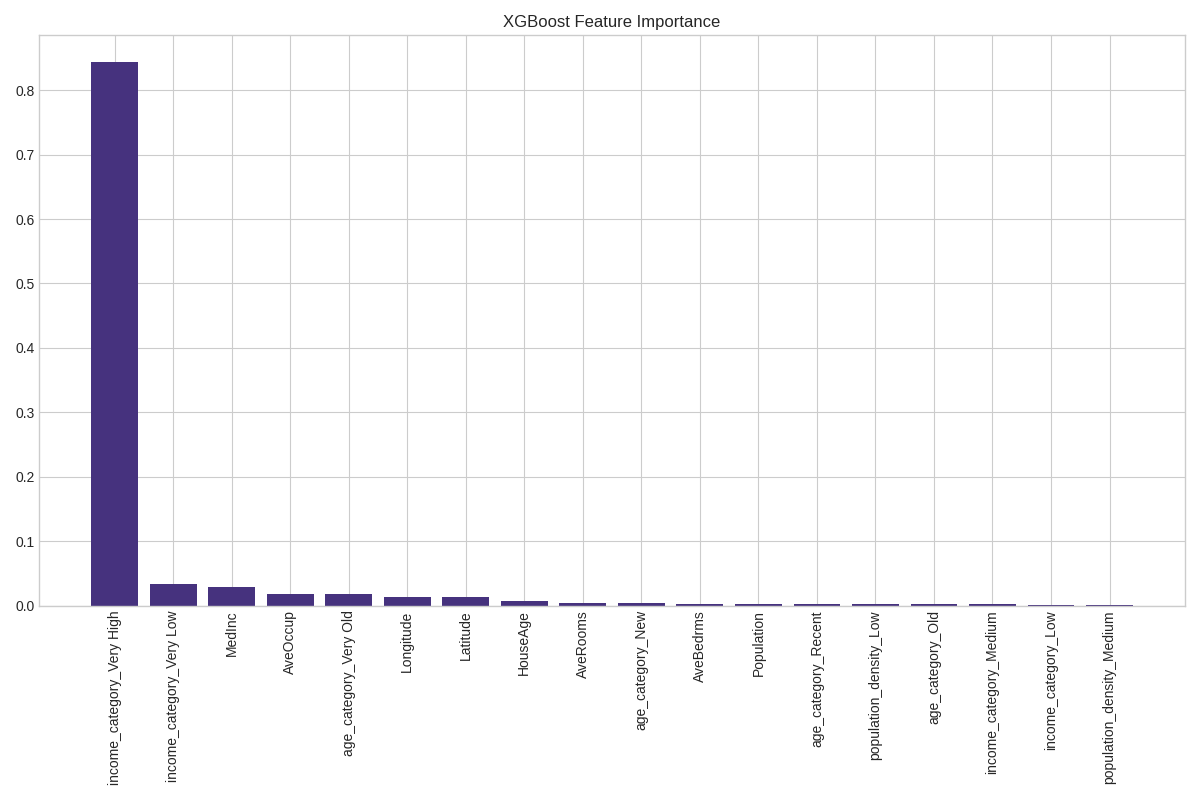 XGBoost Feature Importance
0.8
0.7
0.6
0.5
0.4
0.3
0.2
0.1
0.0
income_category_Very High
income_category_Very Low
MedInc
AveOccup
age_category_Very Old
Longitude
Latitude
HouseAge
AveRooms
age_category_New
AveBedrms
Population
age_category_Recent
population_density_Low
age_category_Old
income_category_Medium
income_category_Low
population_density_Medium